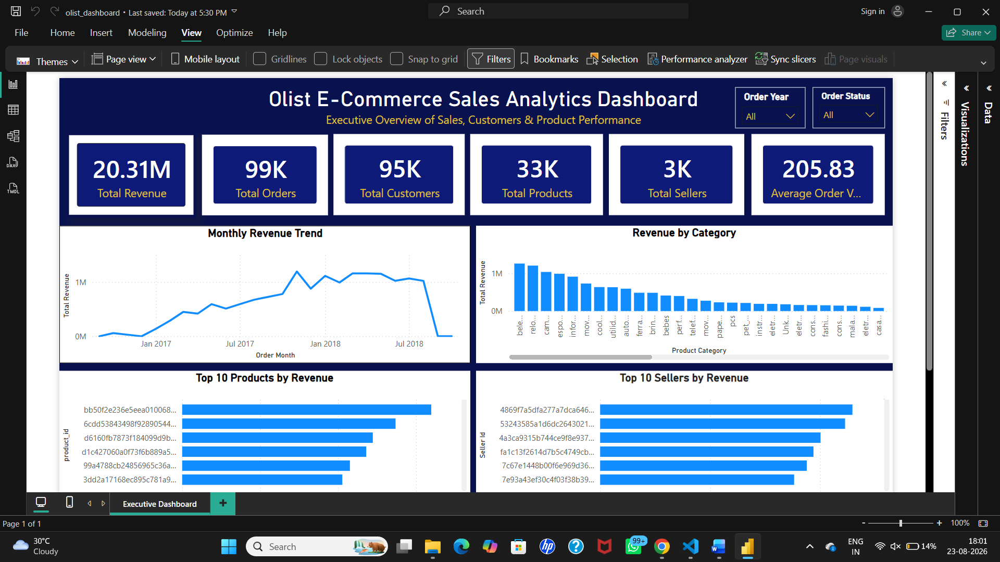 olist_dashboard • Last saved: Today at 5:30 PM
Search
Sign in
File
Home
Insert
Modeling
View
Optimize
Help
Share
Themes
Page view
Mobile layout
Gridlines
Lock objects
Snap to grid
Filters
Bookmarks
Selection
Performance analyzer
Sync slicers
Page visuals
DAX
TMDL
Olist E-Commerce Sales Analytics Dashboard
Executive Overview of Sales, Customers & Product Performance
Order Year
All
Order Status
All
Filters
Visualizations
Data
20.31M
Total Revenue
99K
Total Orders
95K
Total Customers
33K
Total Products
3K
Total Sellers
205.83
Average Order V...
Monthly Revenue Trend
Total Revenue
1M
0M
Jan 2017
Jul 2017
Jan 2018
Jul 2018
Order Month
Revenue by Category
Total Revenue
1M
0M
bele...
relo...
cam...
espo...
infor...
mov...
cool...
utilid...
auto...
ferra...
brin...
bebes
perf...
telef...
mov...
pape...
pcs
pet_...
instr...
eletr...
Unk...
eletr...
cons...
fashi...
cons...
mala...
eletr...
casa...
Product Category
Top 10 Products by Revenue
product_id
bb50f2e236e5eea010068...
6cdd53843498f92890544...
d6160fb7873f184099d9b...
d1c427060a0f73f6b889a5...
99a4788cb24856965c36a...
3dd2a17168ec895c781a9...
Top 10 Sellers by Revenue
Seller Id
4869f7a5dfa277a7dca646...
53243585a1d6dc2643021...
4a3ca9315b744ce9f8e937...
fa1c13f2614d7b5c4749cb...
7c67e1448b00f6e969d36...
7e93a43ef30c4f03f38b39...
Executive Dashboard
+
Page 1 of 1
- + 100%
30°C
Cloudy
Search
hp
?
99+
W
ENG
IN
14%
18:01
23-08-2026